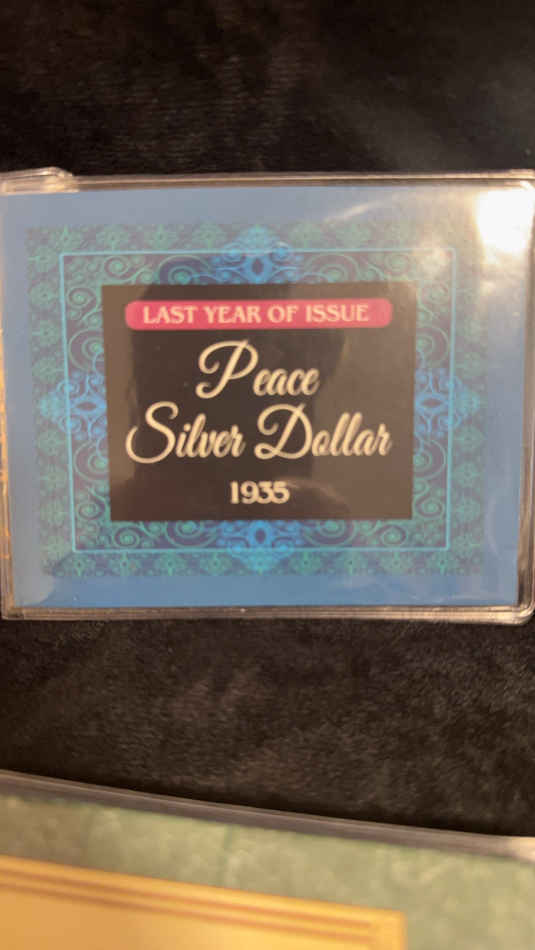 LAST YEAR OF ISSUE
Peace
Silver Dollar
1935